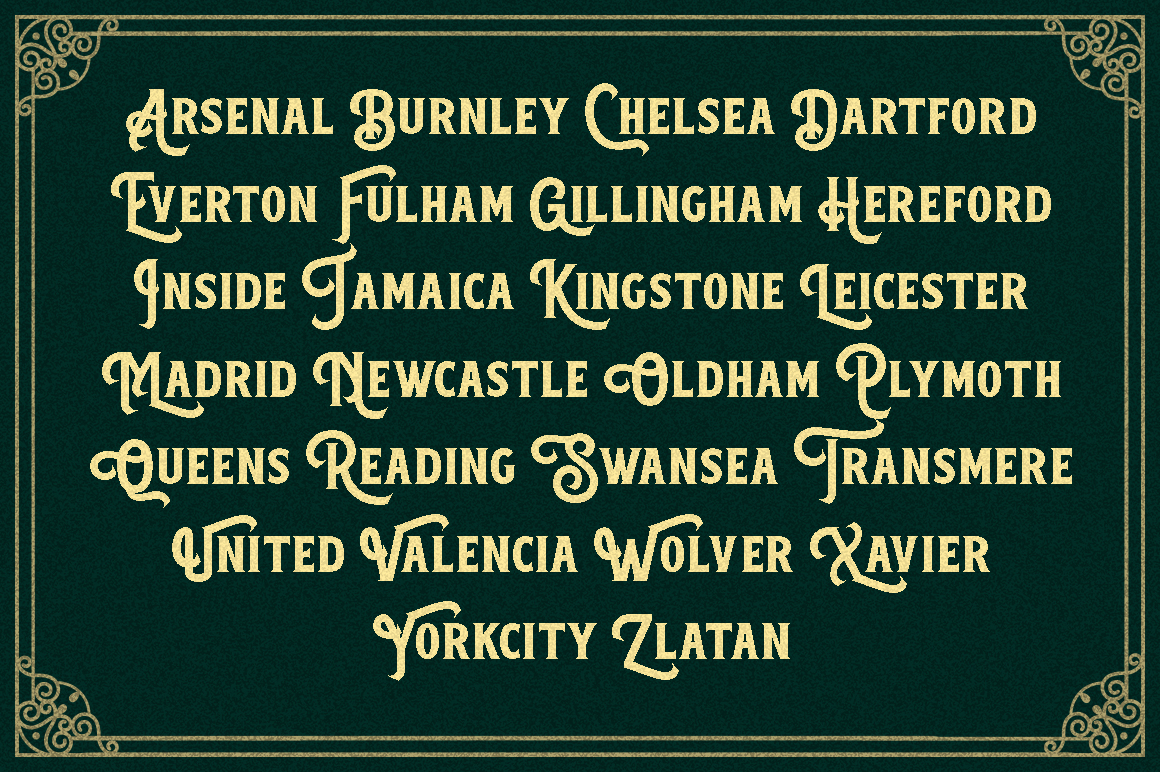 Arsenal Burnley Chelsea Dartford
Everton Fulham Gillingham Hereford
Inside Jamaica Kingstone Leicester
Madrid Newcastle Oldham Plymoth
Queens Reading Swansea Transmere
United Valencia Wolver Xavier
Yorkcity Zlatan